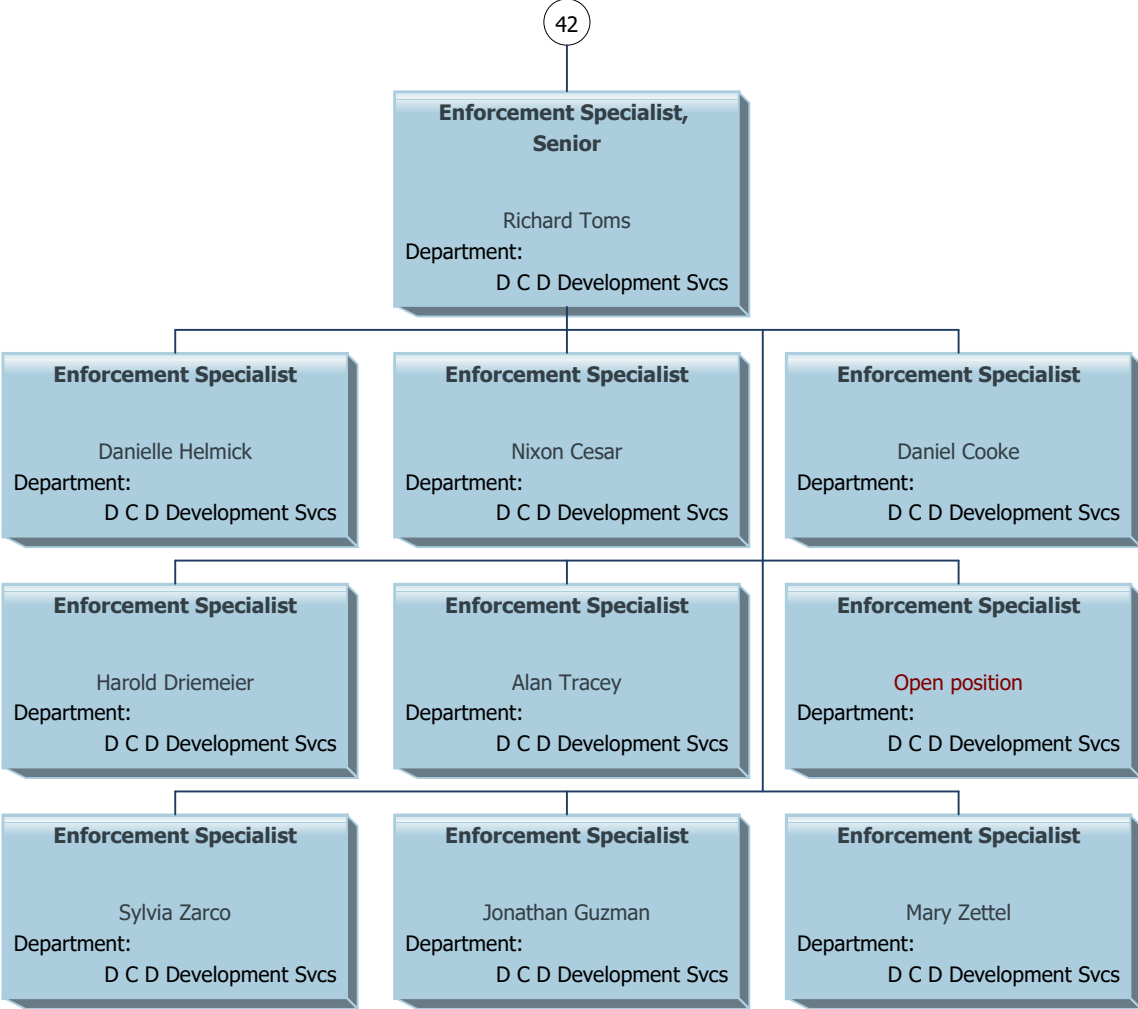 42
Enforcement Specialist,
Senior
Richard Toms
Department:
D C D Development Svcs
Enforcement Specialist
Danielle Helmick
Department:
D C D Development Svcs
Enforcement Specialist
Nixon Cesar
Department:
D C D Development Svcs
Enforcement Specialist
Daniel Cooke
Department:
D C D Development Svcs
Enforcement Specialist
Harold Driemeier
Department:
D C D Development Svcs
Enforcement Specialist
Alan Tracey
Department:
D C D Development Svcs
Enforcement Specialist
Open position
Department:
D C D Development Svcs
Enforcement Specialist
Sylvia Zarco
Department:
D C D Development Svcs
Enforcement Specialist
Jonathan Guzman
Department:
D C D Development Svcs
Enforcement Specialist
Mary Zettel
Department:
D C D Development Svcs